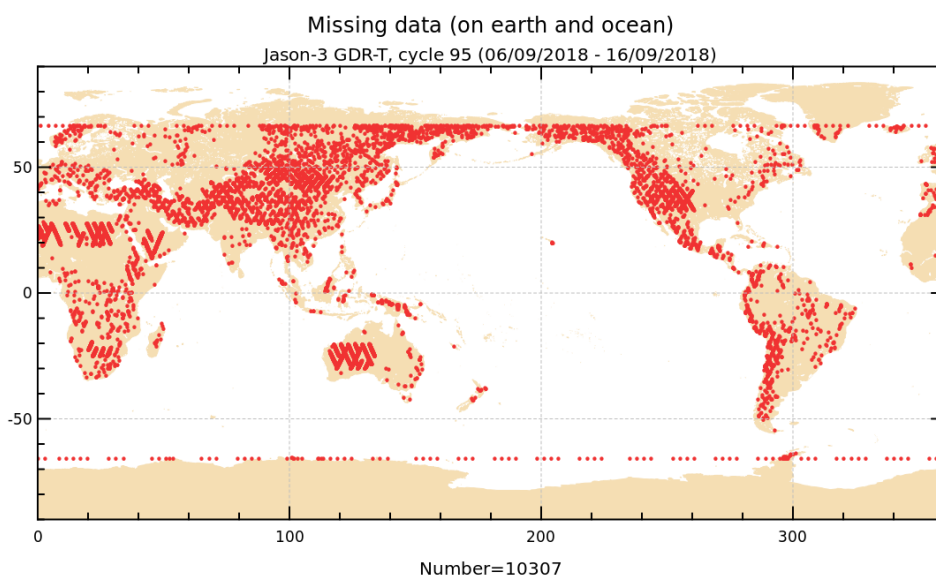 Missing data (on earth and ocean)
Jason-3 GDR-T, cycle 95 (06/09/2018 - 16/09/2018)
50
0
-50
0 100 200 300
Number=10307